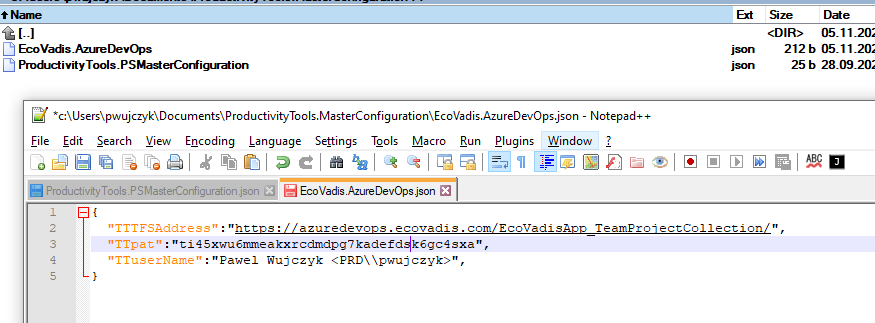 Name Ext Size Date
[..] <DIR> 05.11.202
EcoVadis.AzureDevOps json 212 b 05.11.202
ProductivityTools.PSMasterConfiguration json 25 b 28.09.202
*c:\Users\pwujczyk\Documents\ProductivityTools.MasterConfiguration\EcoVadis.AzureDevOps.json - Notepad++
File Edit Search View Encoding Language Settings Tools Macro Run Plugins Window ?
ABC
ProductivityTools.PSMasterConfiguration.json EcoVadis.AzureDevOps.json
1 {
2 "TTTFSAddress":"https://azuredevops.ecovadis.com/EcoVadisApp_TeamProjectCollection/",
3 "TTpat":"ti45xwu6mmeakxrcdmdpg7kadefdsk6gc4sxa",
4 "TTuserName":"Pawel Wujczyk <PRD\\pwujczyk>",
5 }